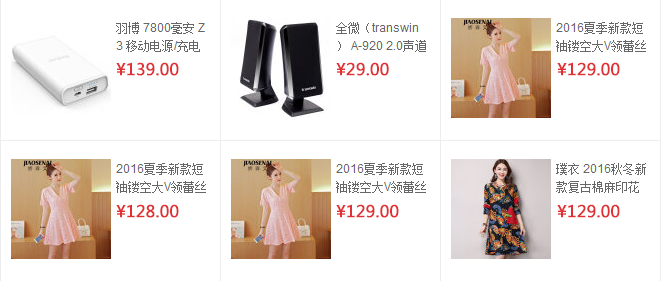 羽博 7800毫安 Z
3 移动电源/充电
¥139.00
全微（transwin
） A-920 2.0声道
¥29.00
JIAOSENAI
2016夏季新款短
袖镂空大V领蕾丝
¥129.00
JIAOSENAI
2016夏季新款短
袖镂空大V领蕾丝
¥128.00
JIAOSENAI
2016夏季新款短
袖镂空大V领蕾丝
¥129.00
璞衣 2016秋冬新
款复古棉麻印花
¥129.00